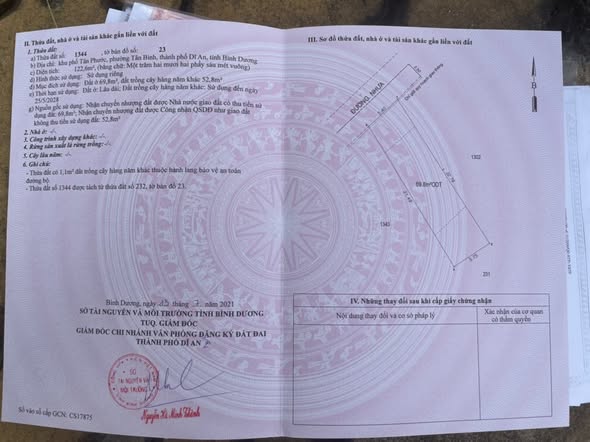 II. Thửa đất, nhà ở và tài sản khác gắn liền với đất
1. Thửa đất:
a) Thửa đất số: 1344, tờ bản đồ số: 23
b) Địa chỉ: khu phố Tân Phước, phường Tân Bình, thành phố Dĩ An, tỉnh Bình Dương
c) Diện tích: 122,6m², (Bằng chữ: Một trăm hai mươi hai phẩy sáu mét vuông)
d) Hình thức sử dụng: Sử dụng riêng
đ) Mục đích sử dụng: Đất ở 69,8m², đất trồng cây hàng năm khác 52,8m²
e) Thời hạn sử dụng: Đất ở: Lâu dài; Đất trồng cây hàng năm khác: Sử dụng đến ngày
25/5/2028
g) Nguồn gốc sử dụng: Nhận chuyển nhượng đất được Nhà nước giao đất có thu tiền sử
dụng đất: 69,8m²; Nhận chuyển nhượng đất được Công nhận QSDĐ như giao đất
không thu tiền sử dụng đất: 52,8m²
2. Nhà ở: -/-
3. Công trình xây dựng khác: -/-
4. Rừng sản xuất là rừng trồng: -/-
5. Cây lâu năm: -/-
6. Ghi chú:
- Thửa đất có 1,1m² đất trồng cây hàng năm khác thuộc hành lang bảo vệ an toàn
đường bộ.
- Thửa đất số 1344 được tách từ thửa đất số 232, tờ bản đồ 23.
Bình Dương, ngày tháng năm 2021
SỞ TÀI NGUYÊN VÀ MÔI TRƯỜNG TỈNH BÌNH DƯƠNG
TUQ. GIÁM ĐỐC
GIÁM ĐỐC CHI NHÁNH VĂN PHÒNG ĐĂNG KÝ ĐẤT ĐAI
THÀNH PHỐ DĨ AN
SỞ
TÀI NGUYÊN VÀ
MÔI TRƯỜNG
Nguyễn Hồ Minh Thành
Số vào sổ cấp GCN: CS17875
III. Sơ đồ thửa đất, nhà ở và tài sản khác gắn liền với đất
ĐƯỜNG NHỰA
B
1302
69.8m²ODT
1343
5.75
231
IV. Những thay đổi sau khi cấp giấy chứng nhận
Nội dung thay đổi và cơ sở pháp lý
Xác nhận của cơ quan
có thẩm quyền